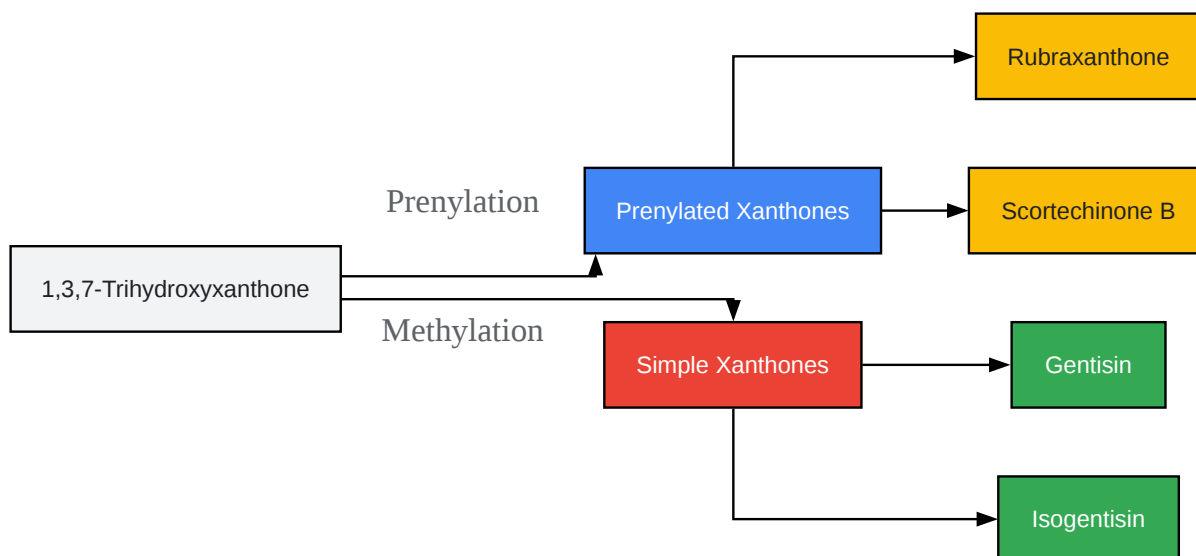 Rubraxanthone
Prenylation
Prenylated Xanthones
Scortechinone B
1,3,7-Trihydroxyxanthone
Methylation
Simple Xanthones
Gentisin
Isogentisin